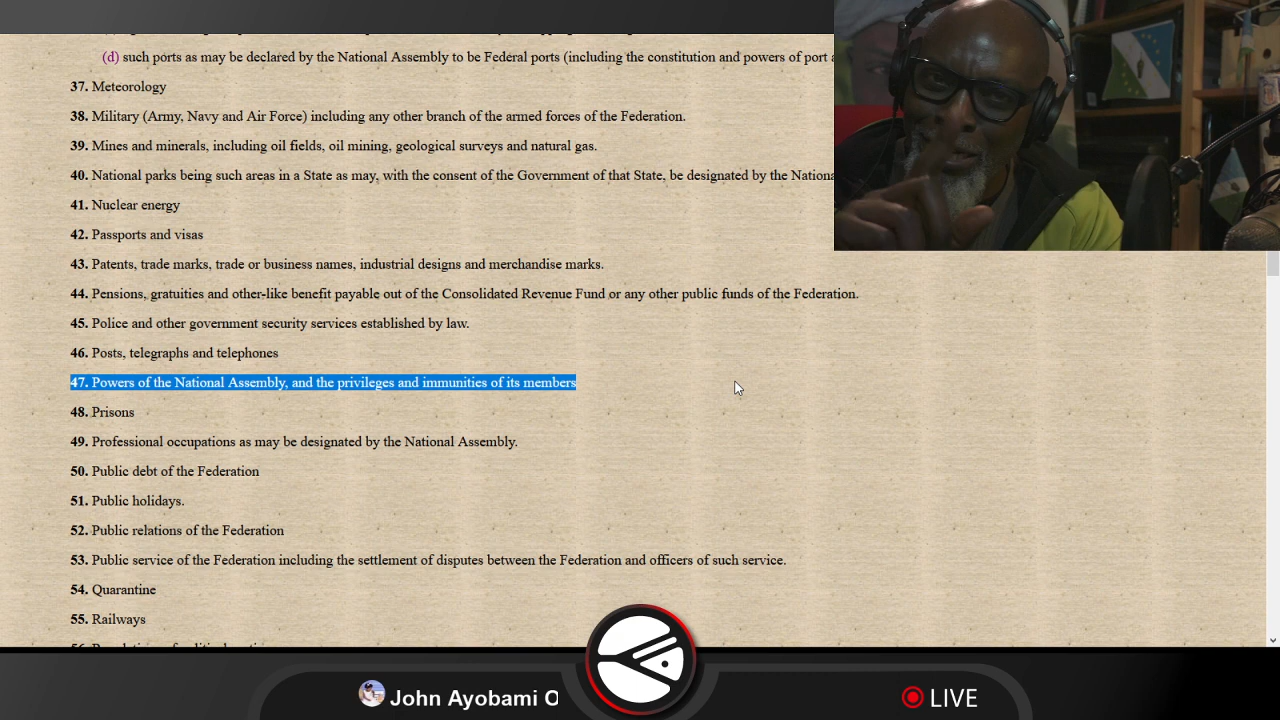 (d) such ports as may be declared by the National Assembly to be Federal ports (including the constitution and powers of port
37. Meteorology
38. Military (Army, Navy and Air Force) including any other branch of the armed forces of the Federation.
39. Mines and minerals, including oil fields, oil mining, geological surveys and natural gas.
40. National parks being such areas in a State as may, with the consent of the Government of that State, be designated by the Nationa
41. Nuclear energy
42. Passports and visas
43. Patents, trade marks, trade or business names, industrial designs and merchandise marks.
44. Pensions, gratuities and other-like benefit payable out of the Consolidated Revenue Fund or any other public funds of the Federation.
45. Police and other government security services established by law.
46. Posts, telegraphs and telephones
47. Powers of the National Assembly, and the privileges and immunities of its members
48. Prisons
49. Professional occupations as may be designated by the National Assembly.
50. Public debt of the Federation
51. Public holidays.
52. Public relations of the Federation
53. Public service of the Federation including the settlement of disputes between the Federation and officers of such service.
54. Quarantine
55. Railways
John Ayobami O
LIVE